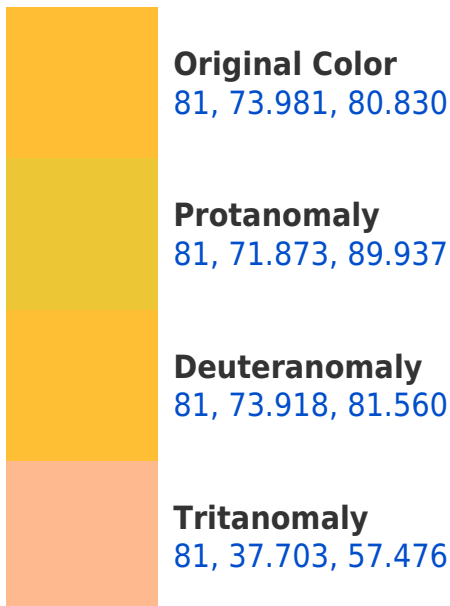 Original Color
81, 73.981, 80.830
Protanomaly
81, 71.873, 89.937
Deuteranomaly
81, 73.918, 81.560
Tritanomaly
81, 37.703, 57.476